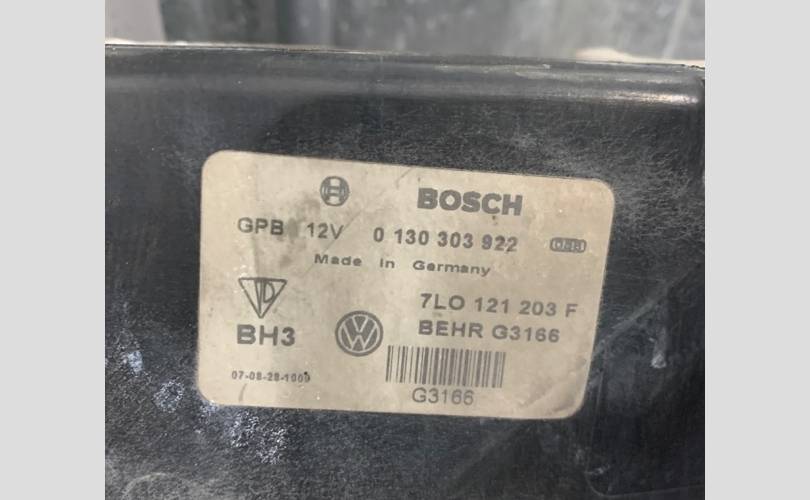 BOSCH
GPB 12V 0 130 303 922
Made in Germany
7LO 121 203 F
BH3 BEHR G3166
07-08-28-1009
G3166